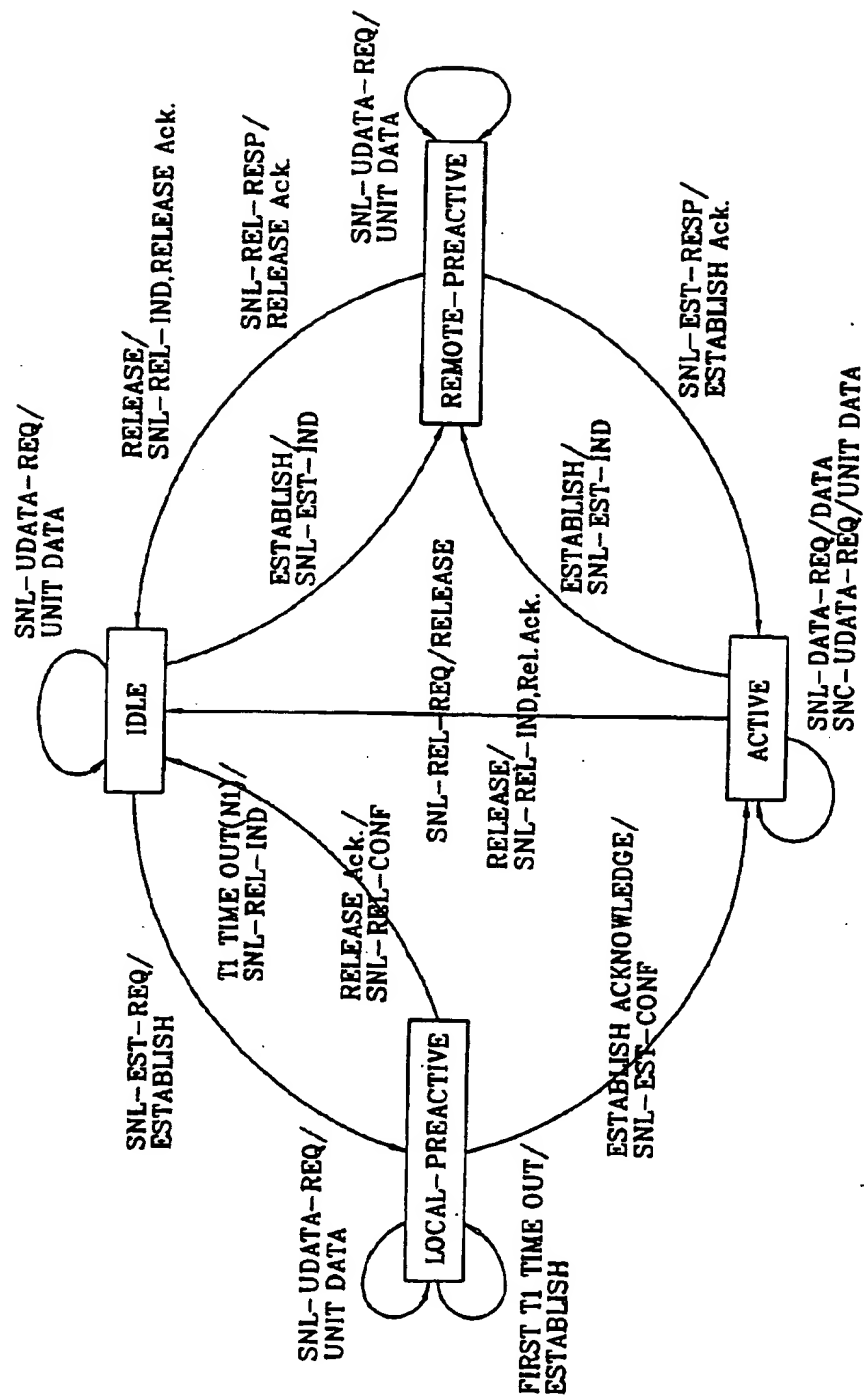 SNL-UDATA-REQ/
UNIT DATA
IDLE
RELEASE/
SNL-REL-IND,RELEASE Ack.
SNL-REL-RESP/
RELEASE Ack.
SNL-EST-REQ/
ESTABLISH
T1 TIME OUT(N1)/
SNL-REL-IND
RELEASE Ack./
SNL-REL-CONF
ESTABLISH/
SNL-EST-IND
SNL-UDATA-REQ/
UNIT DATA
SNL-UDATA-REQ/
UNIT DATA
LOCAL-PREACTIVE
REMOTE-PREACTIVE
SNL-REL-REQ/RELEASE
RELEASE/
SNL-REL-IND,Rel.Ack.
FIRST T1 TIME OUT/
ESTABLISH
ESTABLISH ACKNOWLEDGE/
SNL-EST-CONF
ESTABLISH/
SNL-EST-IND
SNL-EST-RESP/
ESTABLISH Ack.
ACTIVE
SNL-DATA-REQ/DATA
SNC-UDATA-REQ/UNIT DATA